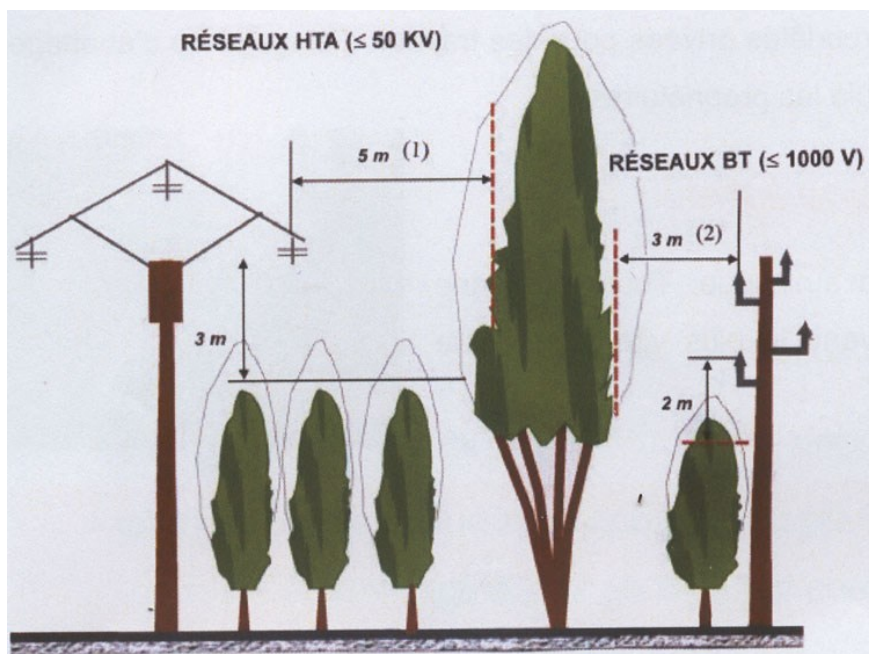 RÉSEAUX HTA (≤ 50 KV)
5 m (1)
RÉSEAUX BT (≤ 1000 V)
3 m (2)
3 m
2 m